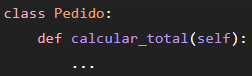 class Pedido:
    def calcular_total(self):
        ...